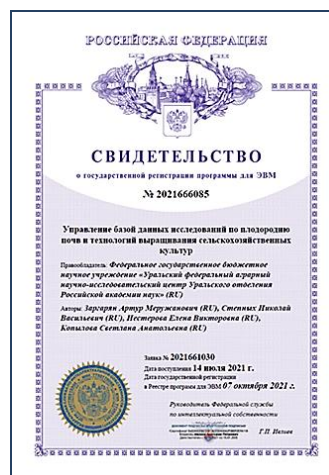 РОССИЙСКАЯ ФЕДЕРАЦИЯ
СВИДЕТЕЛЬСТВО
о государственной регистрации программы для ЭВМ
№ 2021666085
Управление базой данных исследований по плодородию
почв и технологий выращивания сельскохозяйственных
культур
Правообладатель: Федеральное государственное бюджетное
научное учреждение «Уральский федеральный аграрный
научно-исследовательский центр Уральского отделения
Российской академии наук» (RU)
Авторы: Заргарян Артур Меружанович (RU), Степных Николай
Васильевич (RU), Нестерова Елена Викторовна (RU),
Копылова Светлана Анатольевна (RU)
Заявка № 2021661030
Дата поступления 14 июля 2021 г.
Дата государственной регистрации
в Реестре программ для ЭВМ 07 октября 2021 г.
Руководитель Федеральной службы
по интеллектуальной собственности
Г.П. Ивлиев